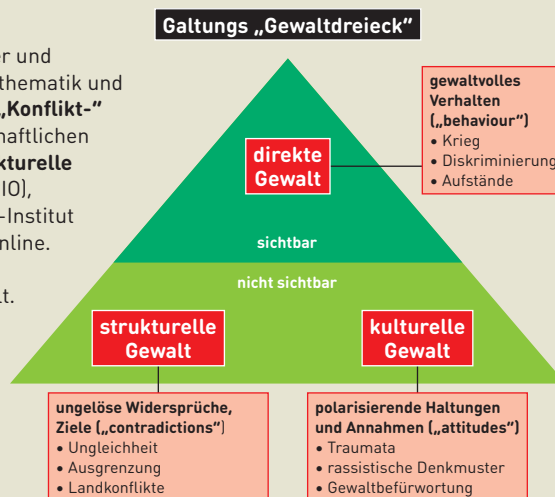 Galtungs „Gewaltdreieck“
er und
thematik und
„Konflikt-“
haftlichen
kturelle
IO),
-Institut
nline.
lt.
direkte
Gewalt
gewaltvolles
Verhalten
(„behaviour“)
• Krieg
• Diskriminierung
• Aufstände
sichtbar
nicht sichtbar
strukturelle
Gewalt
kulturelle
Gewalt
ungelöse Widersprüche,
Ziele („contradictions“)
• Ungleichheit
• Ausgrenzung
• Landkonflikte
polarisierende Haltungen
und Annahmen („attitudes“)
• Traumata
• rassistische Denkmuster
• Gewaltbefürwortung